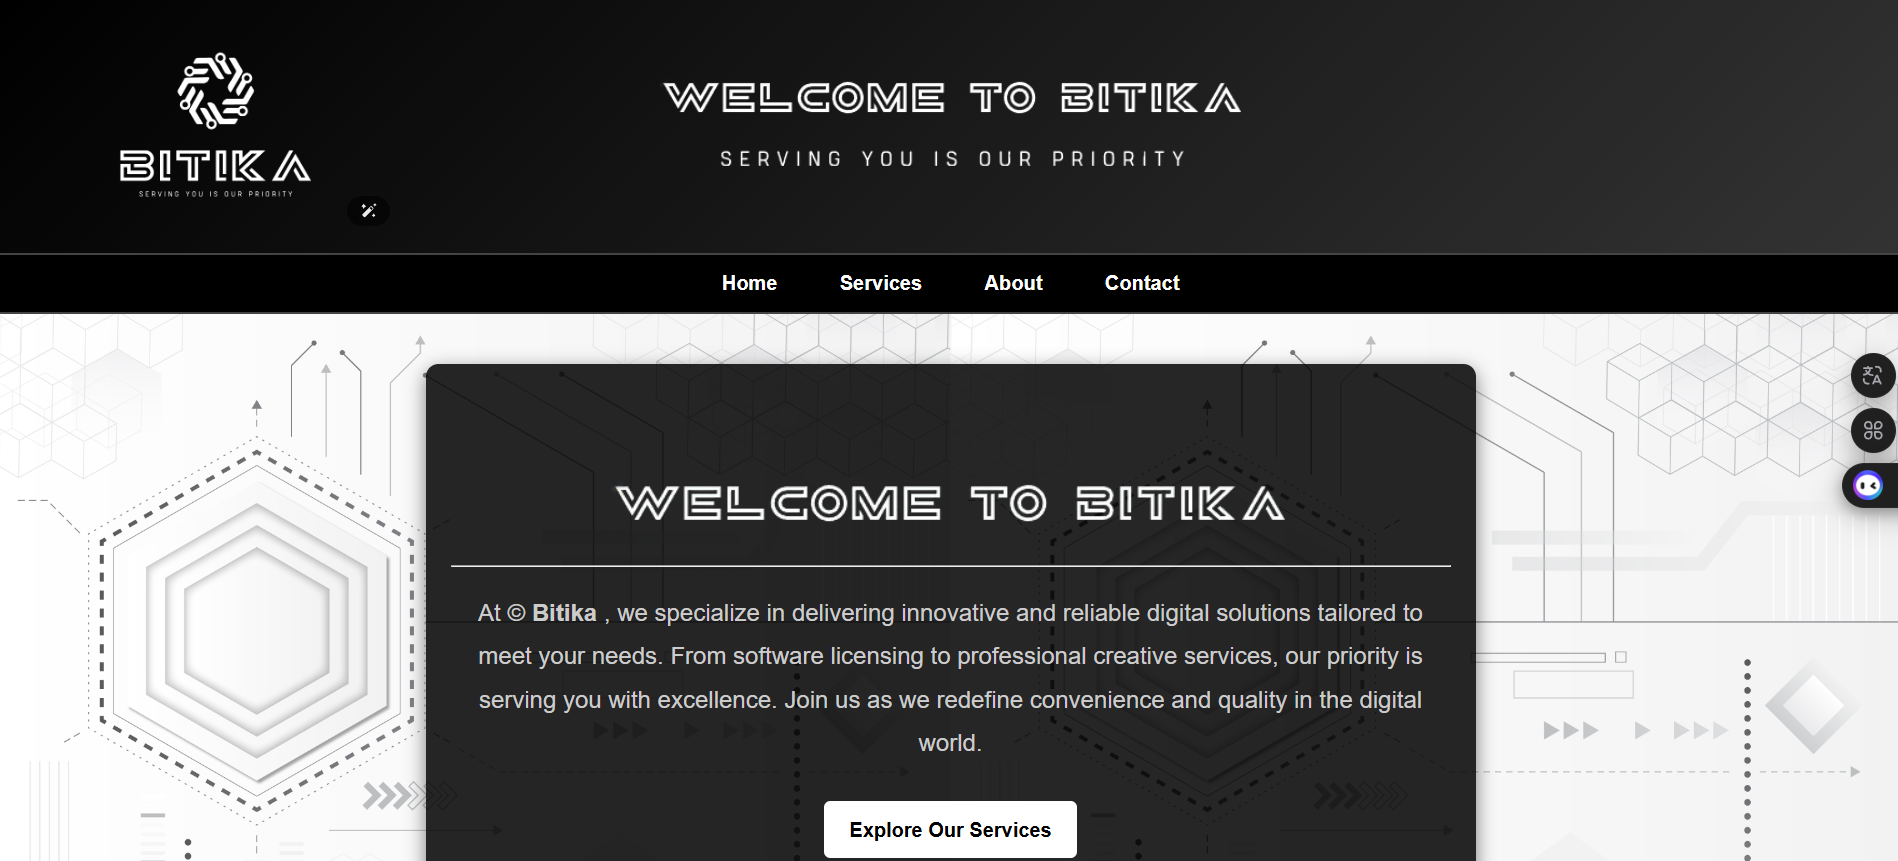 WELCOME TO BITIKA
SERVING YOU IS OUR PRIORITY
BITIKA
SERVING YOU IS OUR PRIORITY
Home Services About Contact
WELCOME TO BITIKA
At © Bitika , we specialize in delivering innovative and reliable digital solutions tailored to
meet your needs. From software licensing to professional creative services, our priority is
serving you with excellence. Join us as we redefine convenience and quality in the digital
world.
Explore Our Services